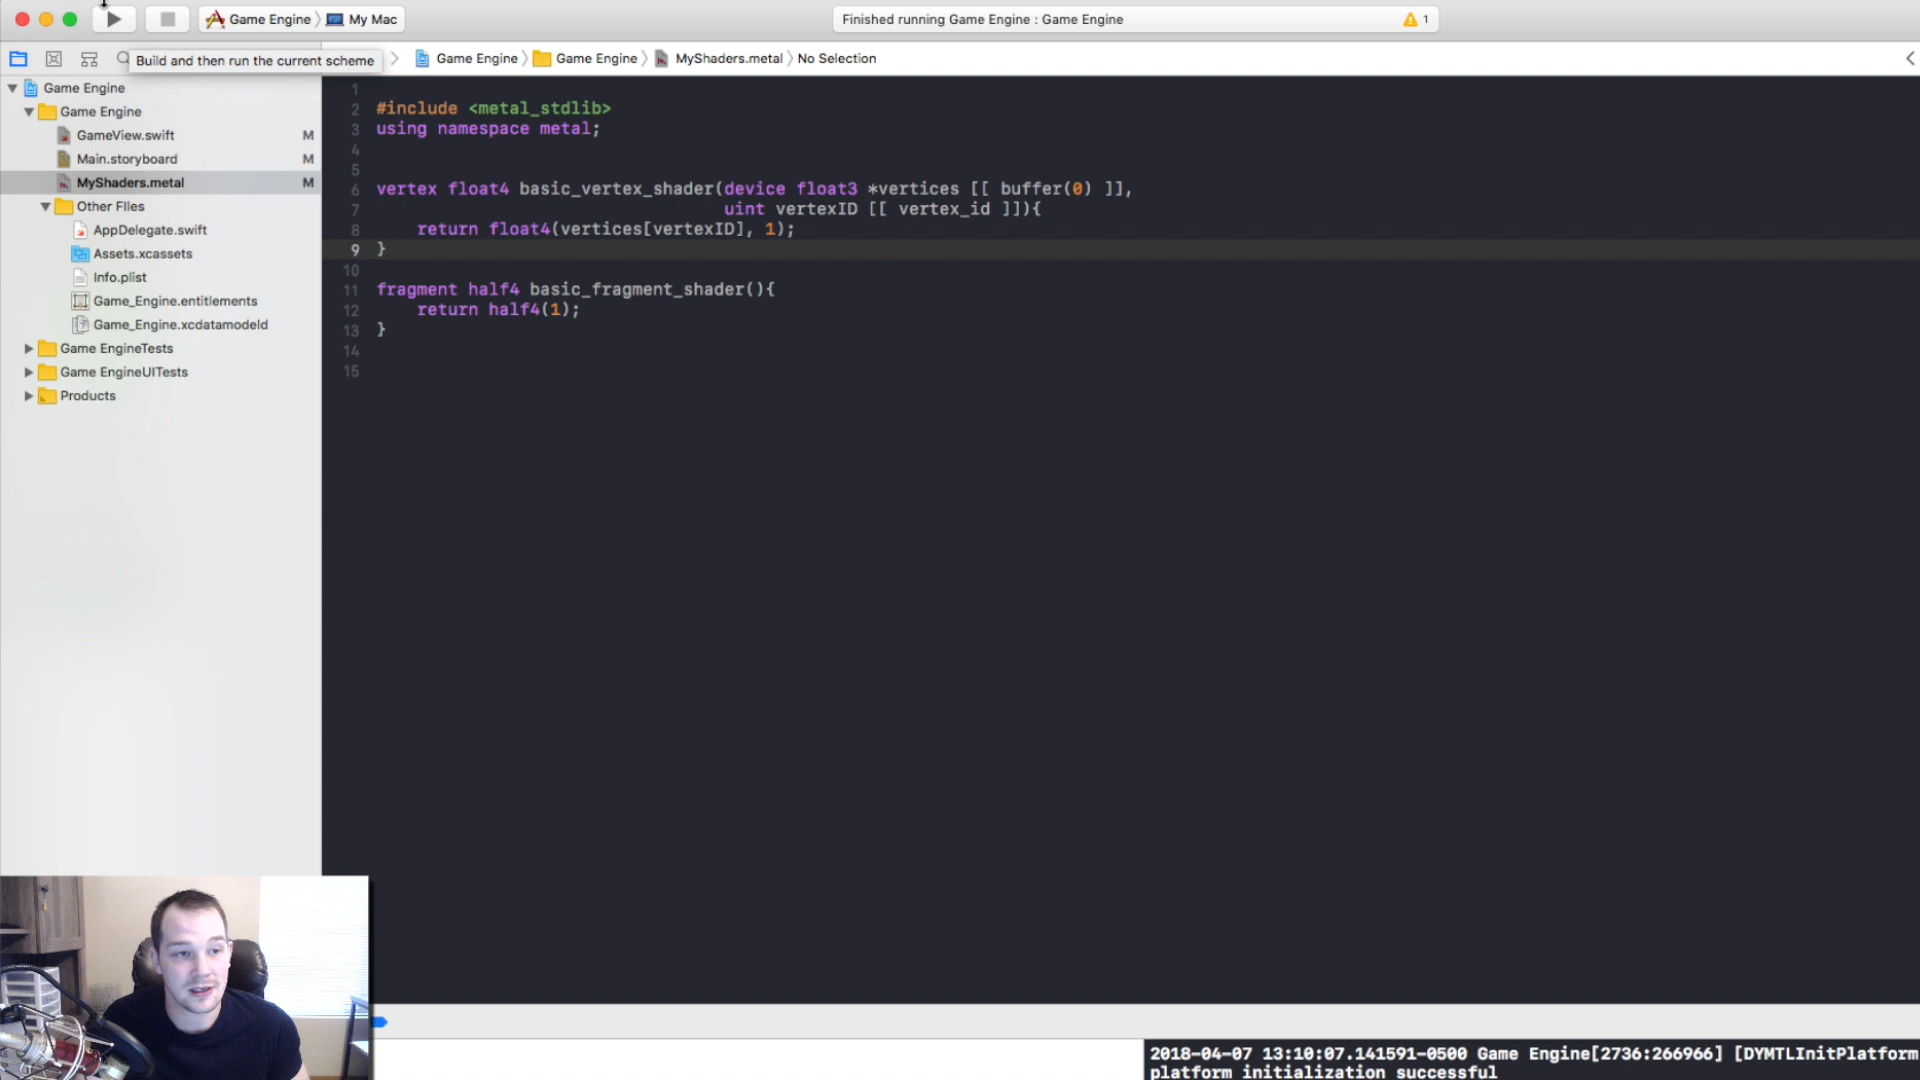 Game Engine 〉 My Mac
Finished running Game Engine : Game Engine
1
Build and then run the current scheme
Game Engine 〉 Game Engine 〉 MyShaders.metal 〉 No Selection
Game Engine
Game Engine
GameView.swift M
Main.storyboard M
MyShaders.metal M
Other FIles
AppDelegate.swift
Assets.xcassets
Info.plist
Game_Engine.entitlements
Game_Engine.xcdatamodeld
Game EngineTests
Game EngineUITests
Products
1
2 #include <metal_stdlib>
3 using namespace metal;
4
5
6 vertex float4 basic_vertex_shader(device float3 *vertices [[ buffer(0) ]],
7 uint vertexID [[ vertex_id ]]){
8 return float4(vertices[vertexID], 1);
9 }
10
11 fragment half4 basic_fragment_shader(){
12 return half4(1);
13 }
14
15
2018-04-07 13:10:07.141591-0500 Game Engine[2736:266966] [DYMTLInitPlatform
platform initialization successful